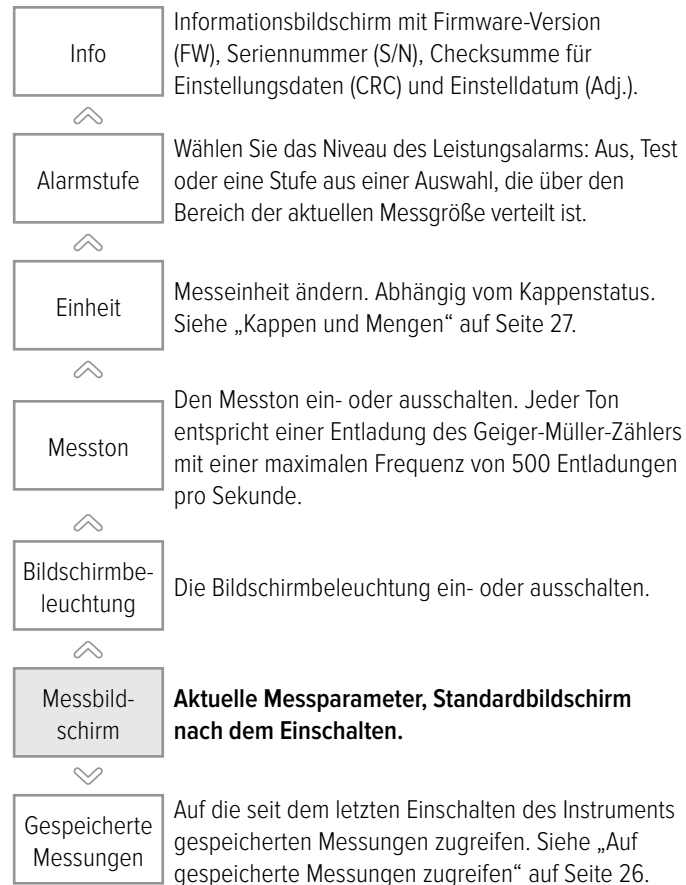 Info
Informationsbildschirm mit Firmware-Version
(FW), Seriennummer (S/N), Checksumme für
Einstellungsdaten (CRC) und Einstelldatum (Adj.).
Alarmstufe
Wählen Sie das Niveau des Leistungsalarms: Aus, Test
oder eine Stufe aus einer Auswahl, die über den
Bereich der aktuellen Messgröße verteilt ist.
Einheit
Messeinheit ändern. Abhängig vom Kappenstatus.
Siehe „Kappen und Mengen“ auf Seite 27.
Messton
Den Messton ein- oder ausschalten. Jeder Ton
entspricht einer Entladung des Geiger-Müller-Zählers
mit einer maximalen Frequenz von 500 Entladungen
pro Sekunde.
Bildschirmbe-
leuchtung
Die Bildschirmbeleuchtung ein- oder ausschalten.
Messbild-
schirm
Aktuelle Messparameter, Standardbildschirm
nach dem Einschalten.
Gespeicherte
Messungen
Auf die seit dem letzten Einschalten des Instruments
gespeicherten Messungen zugreifen. Siehe „Auf
gespeicherte Messungen zugreifen“ auf Seite 26.